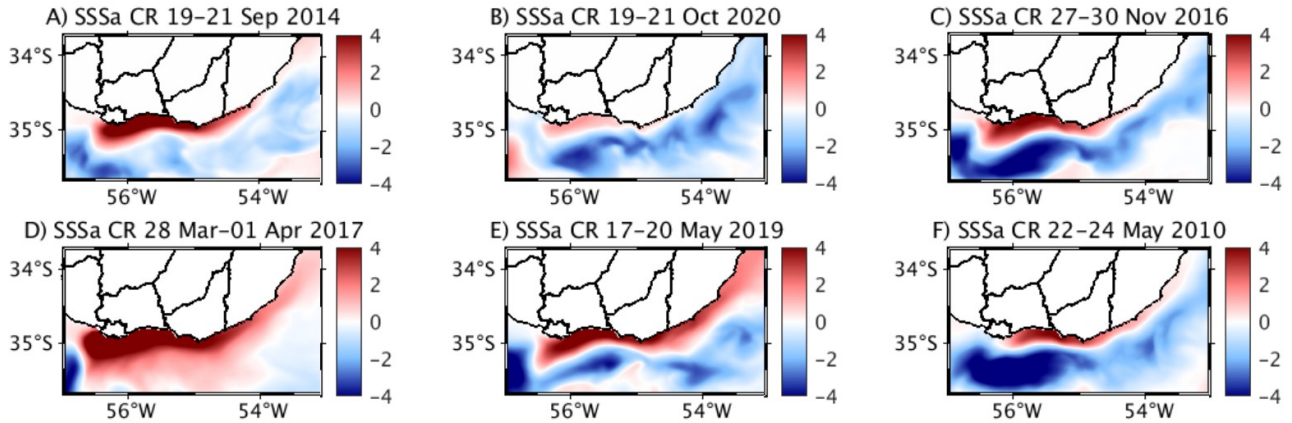 A) SSSa CR 19–21 Sep 2014
B) SSSa CR 19–21 Oct 2020
C) SSSa CR 27–30 Nov 2016
34°S
35°S
56°W
54°W
4
2
0
−2
−4
34°S
35°S
56°W
54°W
4
2
0
−2
−4
34°S
35°S
56°W
54°W
4
2
0
−2
−4
D) SSSa CR 28 Mar–01 Apr 2017
E) SSSa CR 17–20 May 2019
F) SSSa CR 22–24 May 2010
34°S
35°S
56°W
54°W
4
2
0
−2
−4
34°S
35°S
56°W
54°W
4
2
0
−2
−4
34°S
35°S
56°W
54°W
4
2
0
−2
−4